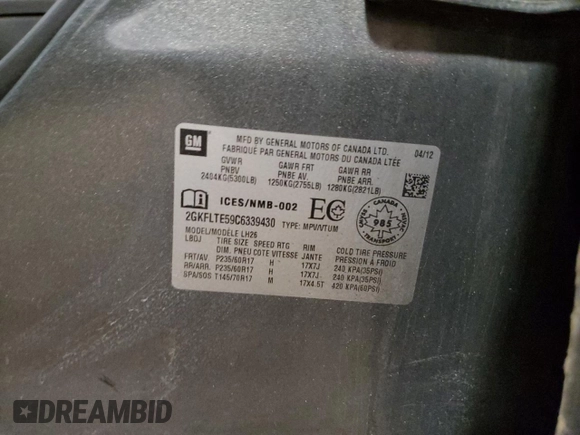 GM
MFD BY GENERAL MOTORS OF CANADA LTD. 04/12
FABRIQUÉ PAR GENERAL MOTORS DU CANADA LTÉE
GVWR GAWR FRT GAWR RR
PNBV PNBE AV. PNBE ARR.
2404KG(5300LB) 1250KG(2755LB) 1280KG(2821LB)
ICES/NMB-002 EC
2GKFLTE59C6339430 TYPE: MPV/VTUM
CANADA
985
TRANSPORT
MODEL/MODÈLE LH26
LBDJ TIRE SIZE SPEED RTG RIM COLD TIRE PRESSURE
DIM. PNEU COTE VITESSE JANTE PRESSION À FROID
FRT/AV P235/60R17 H 17X7J 240 KPA(35PSI)
RR/ARR. P235/60R17 H 17X7J 240 KPA(35PSI)
SPA/SOS T145/70R17 M 17X4.5T 420 KPA(60PSI)
DREAMBID